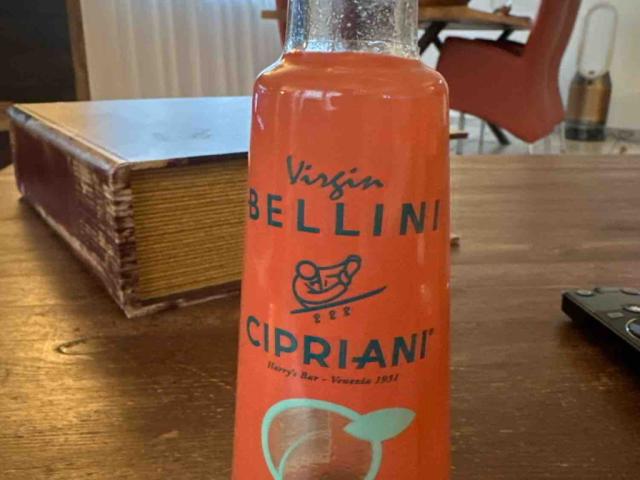 Virgin
BELLINI
CIPRIANI®
Harry's Bar - Venezia 1931